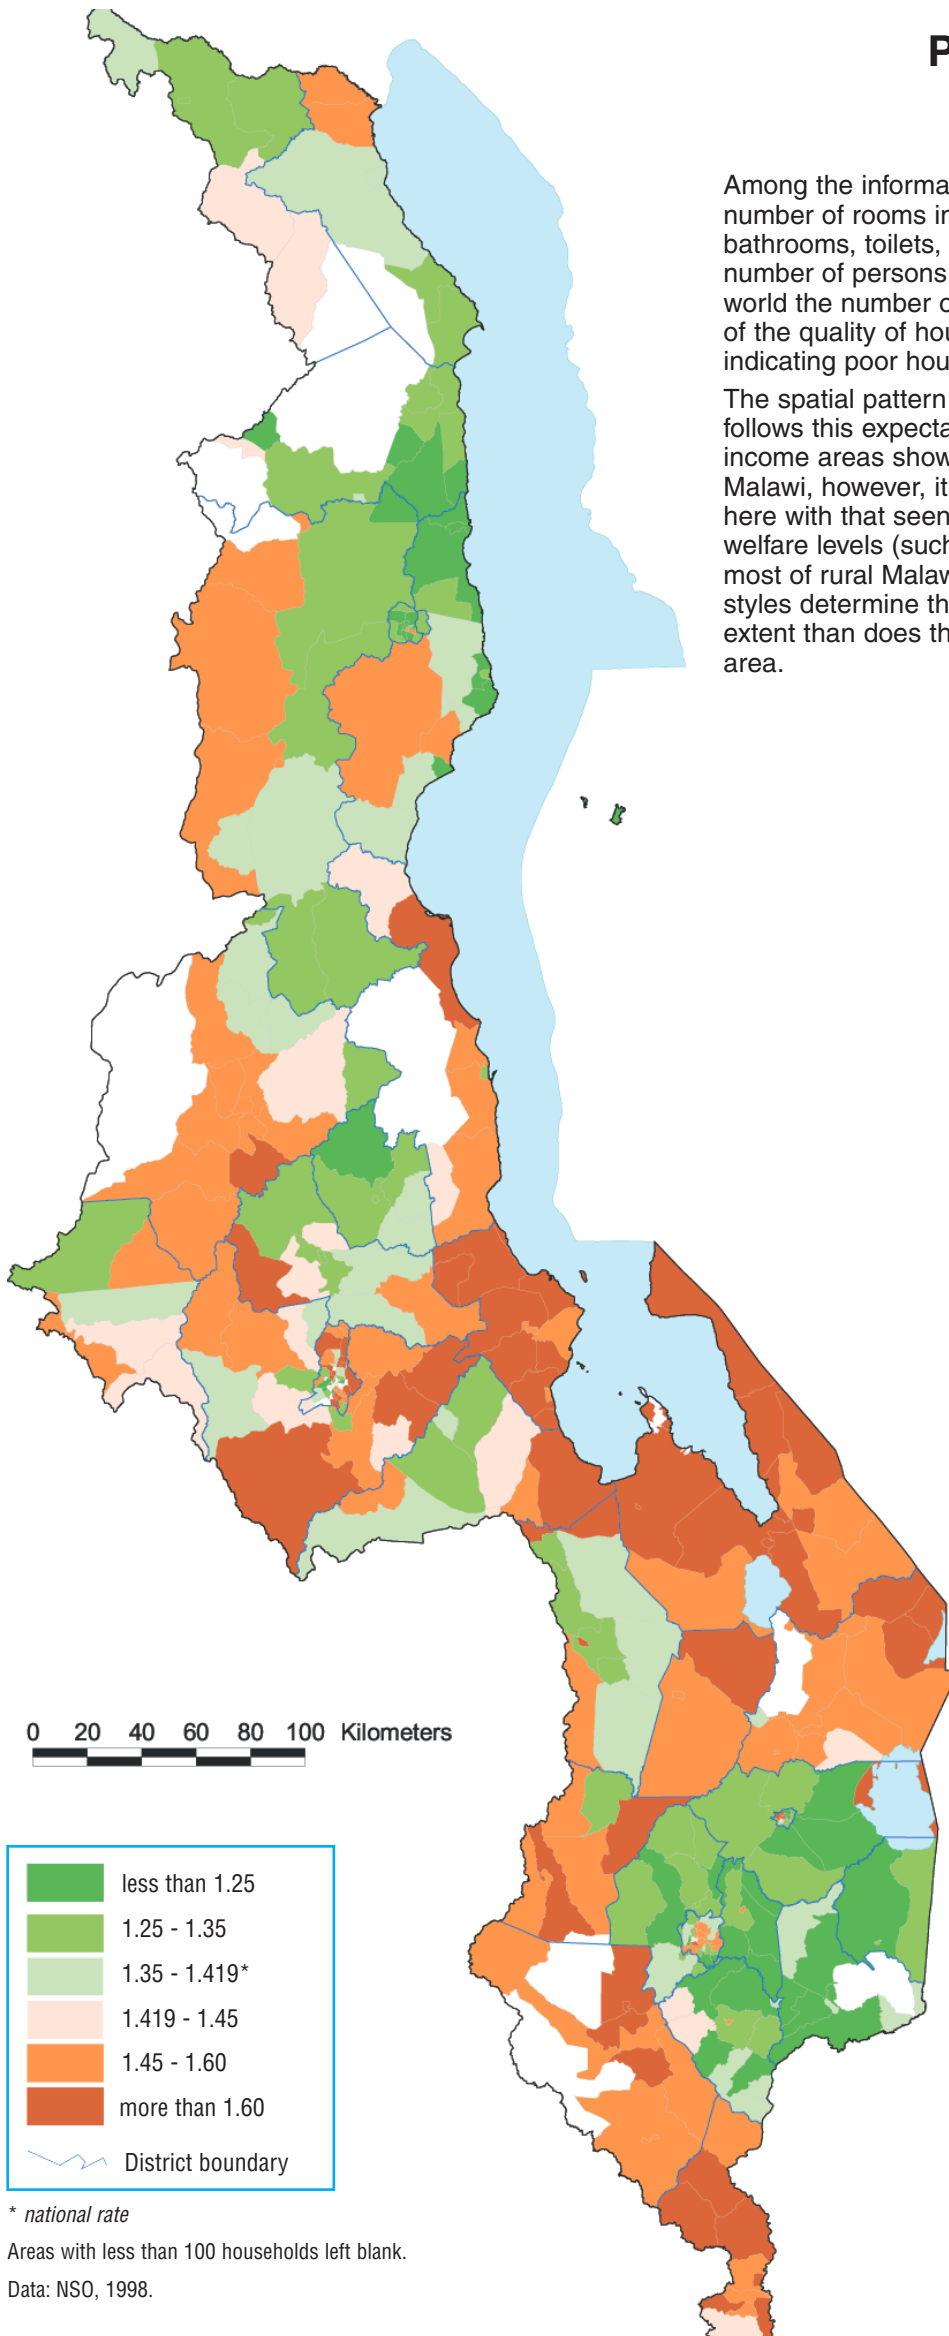 P
Among the informa
number of rooms in
bathrooms, toilets,
number of persons
world the number o
of the quality of hou
indicating poor hou
The spatial pattern
follows this expecta
income areas show
Malawi, however, it
here with that seen
welfare levels (such
most of rural Malaw
styles determine th
extent than does th
area.
0 20 40 60 80 100 Kilometers
less than 1.25
1.25 - 1.35
1.35 - 1.419*
1.419 - 1.45
1.45 - 1.60
more than 1.60
District boundary
* national rate
Areas with less than 100 households left blank.
Data: NSO, 1998.